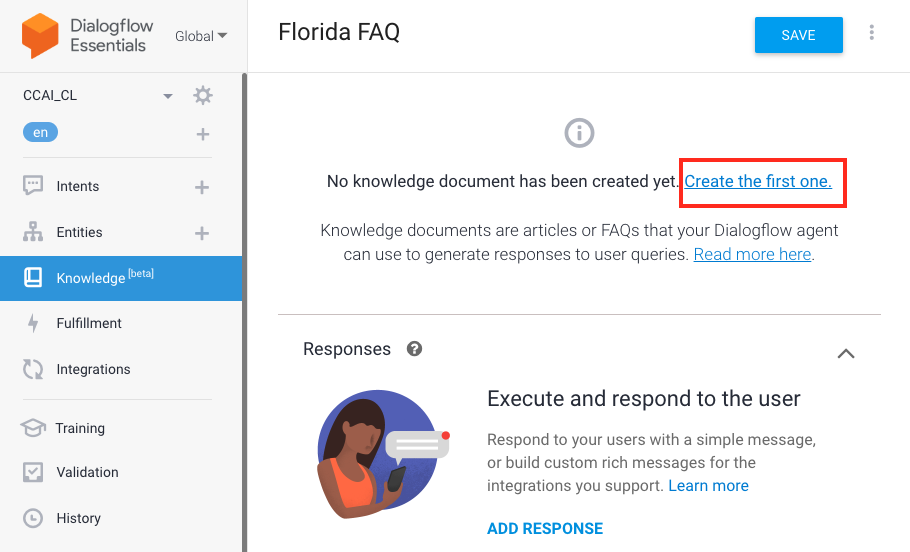 Dialogflow
Essentials
Global
Florida FAQ
SAVE
CCAI_CL
en
Intents
Entities
Knowledge [beta]
Fulfillment
Integrations
Training
Validation
History
No knowledge document has been created yet. Create the first one.
Knowledge documents are articles or FAQs that your Dialogflow agent
can use to generate responses to user queries. Read more here.
Responses
Execute and respond to the user
Respond to your users with a simple message,
or build custom rich messages for the
integrations you support. Learn more
ADD RESPONSE